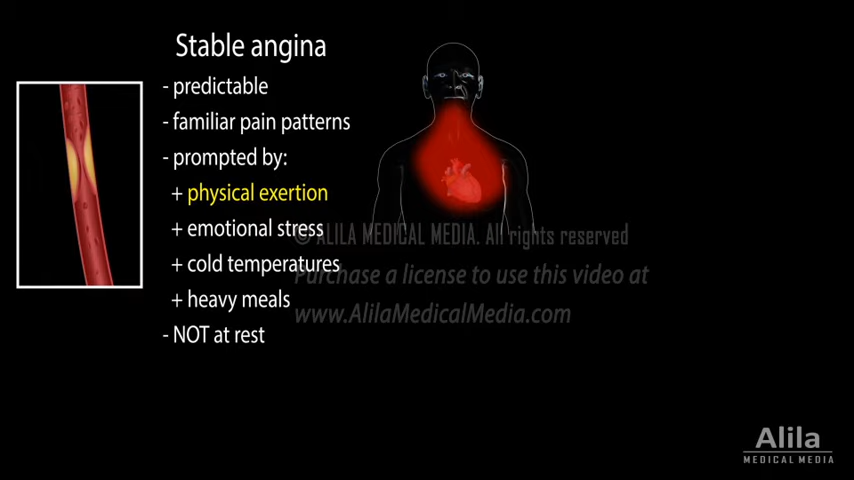 Stable angina
- predictable
- familiar pain patterns
- prompted by:
+ physical exertion
+ emotional stress
+ cold temperatures
+ heavy meals
- NOT at rest
© ALILA MEDICAL MEDIA. All rights reserved
Purchase a license to use this video at
www.AlilaMedicalMedia.com
Alila
MEDICAL MEDIA